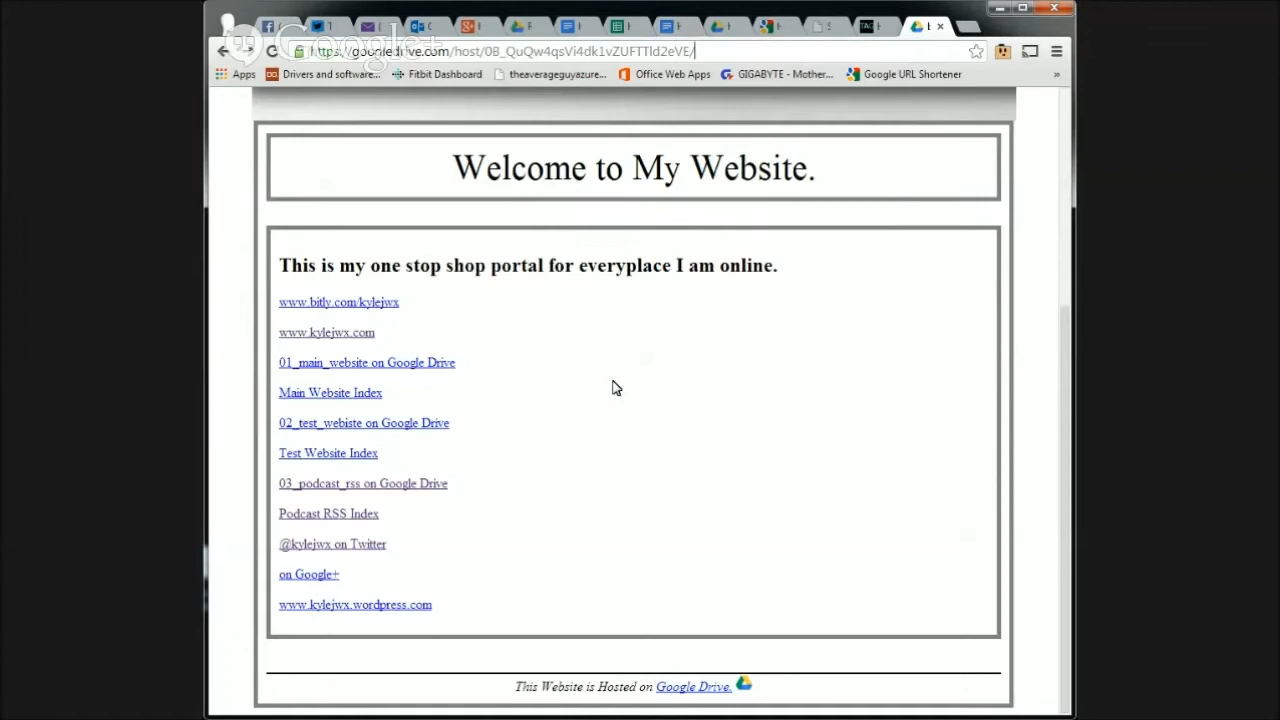 Google+
https://googledrive.com/host/0B_QuQw4qsVi4dk1vZUFTTld2eVE/
Apps Drivers and software... Fitbit Dashboard theaverageguyazure... Office Web Apps GIGABYTE - Mother... Google URL Shortener »
Welcome to My Website.
This is my one stop shop portal for everyplace I am online.
www.bitly.com/kylejwx
www.kylejwx.com
01_main_website on Google Drive
Main Website Index
02_test_webiste on Google Drive
Test Website Index
03_podcast_rss on Google Drive
Podcast RSS Index
@kylejwx on Twitter
on Google+
www.kylejwx.wordpress.com
This Website is Hosted on Google Drive.